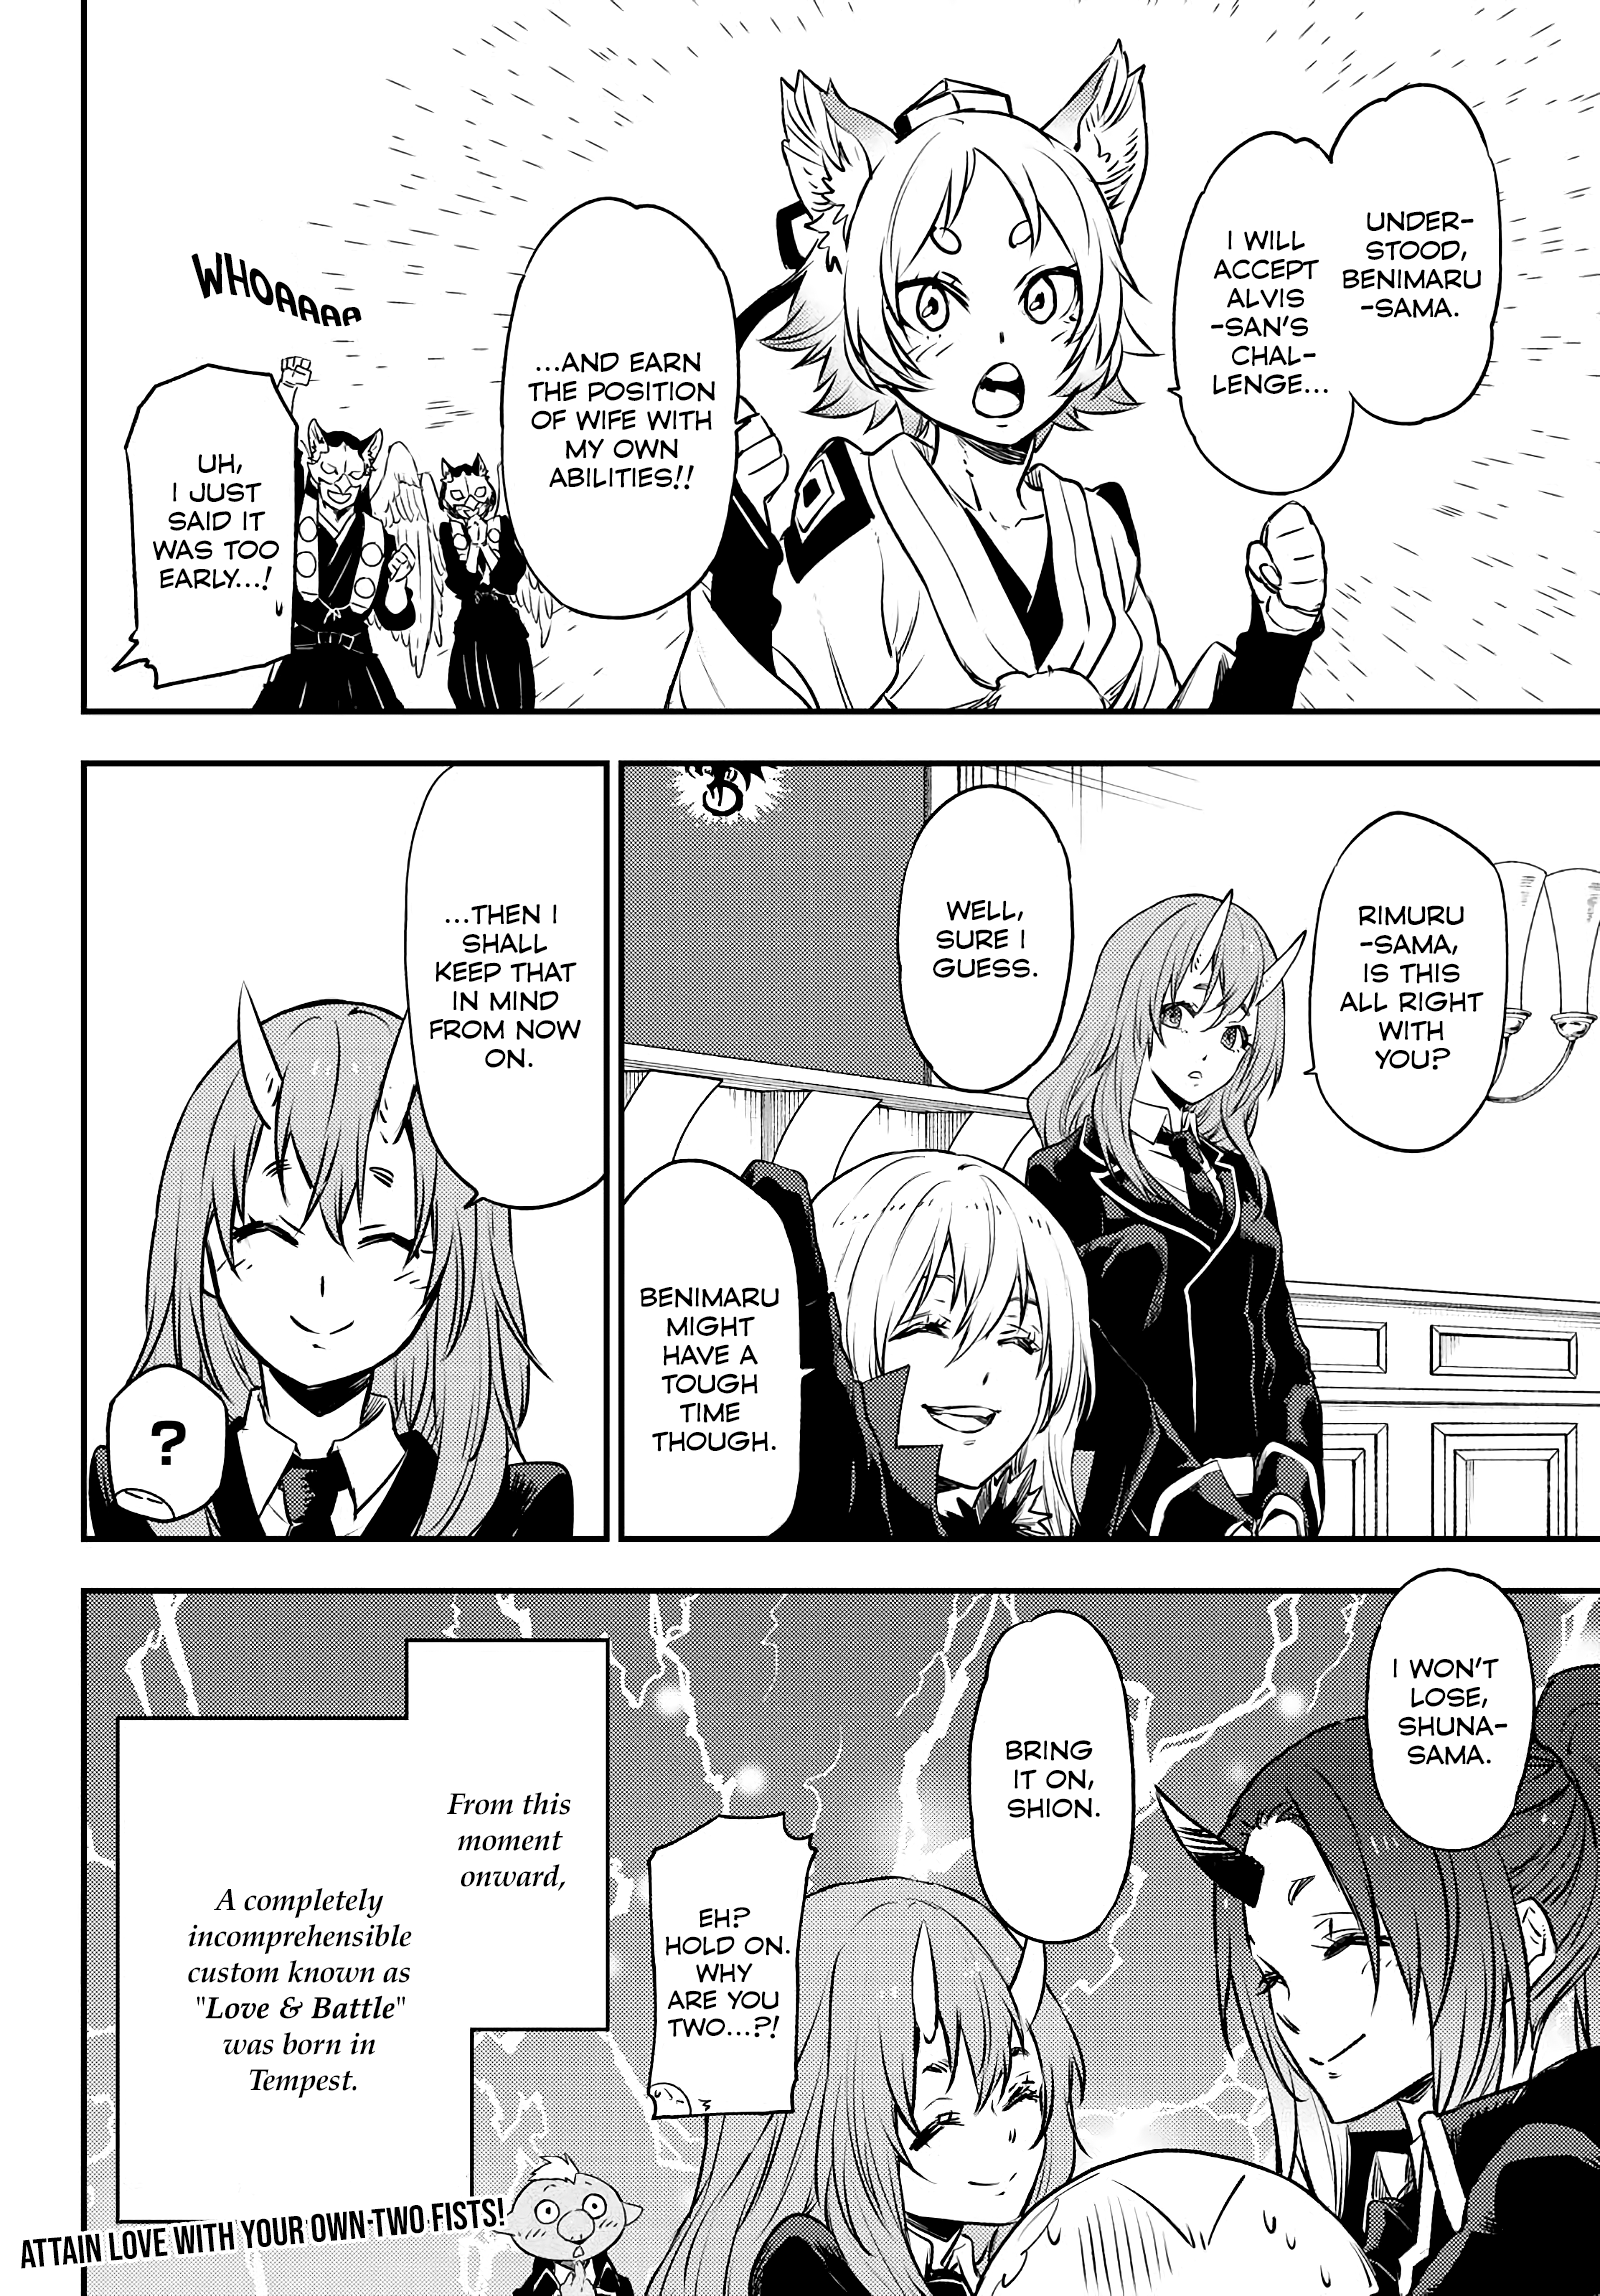 UNDER-
STOOD,
BENIMARU
-SAMA.
I WILL
ACCEPT
ALVIS
-SAN'S
CHAL-
LENGE...
...AND EARN
THE POSITION
OF WIFE WITH
MY OWN
ABILITIES!!
WHOAAAA
UH,
I JUST
SAID IT
WAS TOO
EARLY...!
RIMURU
-SAMA,
IS THIS
ALL RIGHT
WITH
YOU?
WELL,
SURE I
GUESS.
BENIMARU
MIGHT
HAVE A
TOUGH
TIME
THOUGH.
...THEN I
SHALL
KEEP THAT
IN MIND
FROM NOW
ON.
?
I WON'T
LOSE,
SHUNA-
SAMA.
BRING
IT ON,
SHION.
EH?
HOLD ON.
WHY
ARE YOU
TWO...?!
From this
moment
onward,
A completely
incomprehensible
custom known as
"Love & Battle"
was born in
Tempest.
ATTAIN LOVE WITH YOUR OWN TWO FISTS!